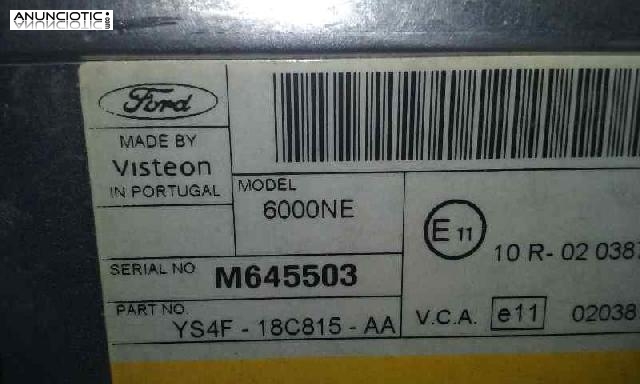 ANUNCIOTIC.com
Ford
MADE BY
Visteon
IN PORTUGAL
MODEL
6000NE
E 11
10 R- 02 0387
SERIAL NO
M645503
PART NO.
YS4F - 18C815 - AA
V.C.A.
e11
02038